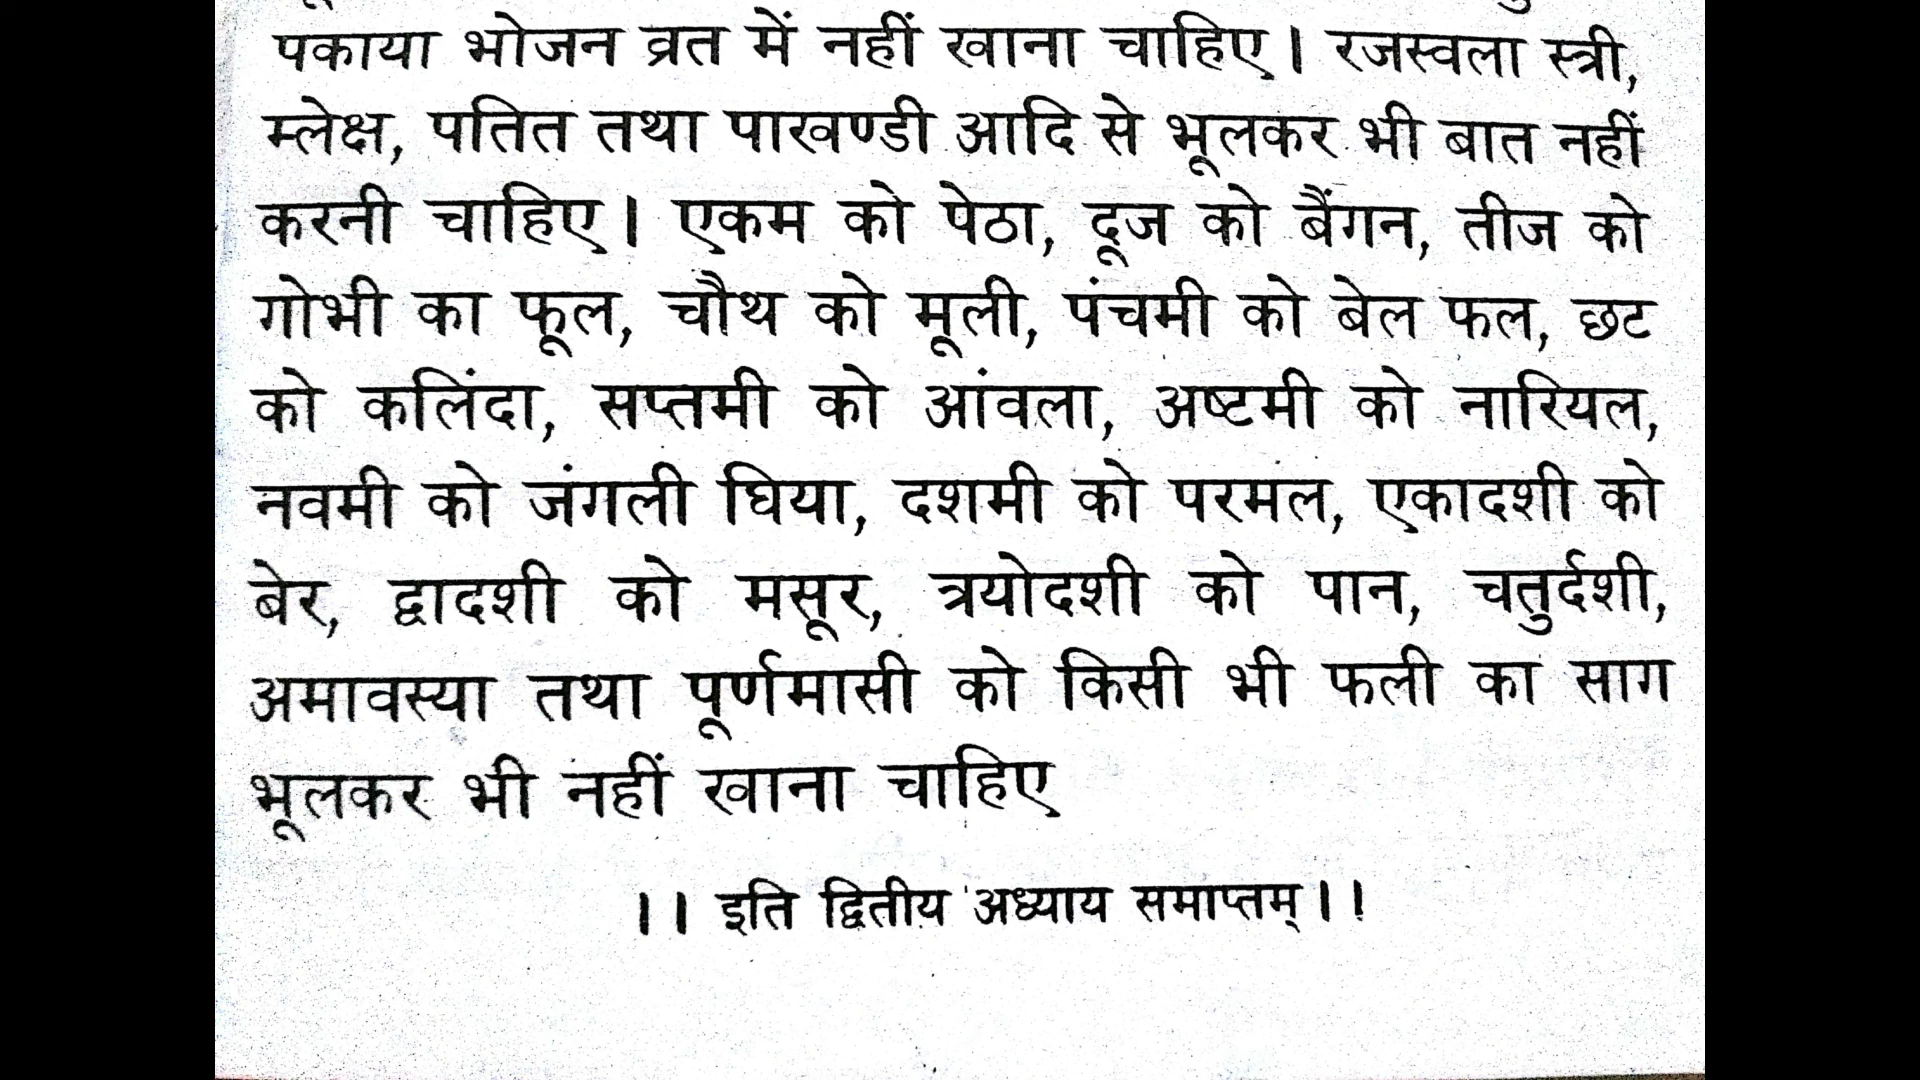 पकाया भोजन व्रत में नहीं खाना चाहिए। रजस्वला स्त्री,
म्लेक्ष, पतित तथा पाखण्डी आदि से भूलकर भी बात नहीं
करनी चाहिए। एकम को पेठा, दूज को बैंगन, तीज को
गोभी का फूल, चौथ को मूली, पंचमी को बेल फल, छट
को कलिंदा, सप्तमी को आंवला, अष्टमी को नारियल,
नवमी को जंगली घिया, दशमी को परमल, एकादशी को
बेर, द्वादशी को मसूर, त्रयोदशी को पान, चतुर्दशी,
अमावस्या तथा पूर्णमासी को किसी भी फली का साग
भूलकर भी नहीं खाना चाहिए
।। इति द्वितीय अध्याय समाप्तम्।।